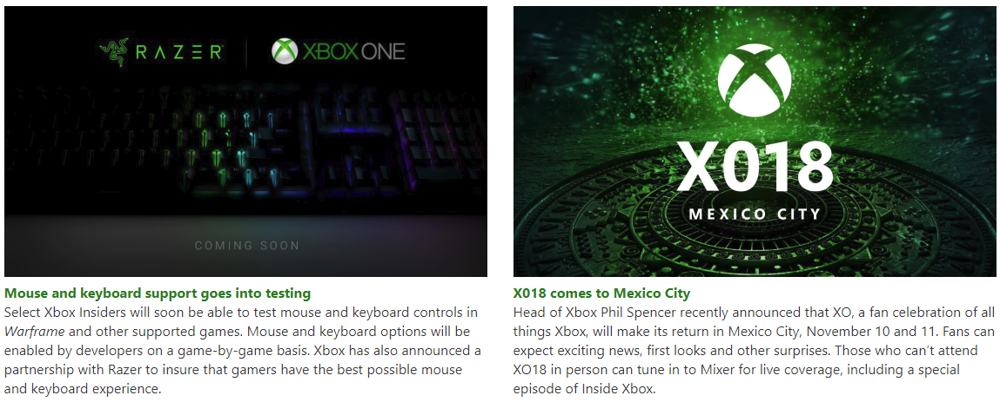 RAZER
XBOX ONE
COMING SOON
Mouse and keyboard support goes into testing
Select Xbox Insiders will soon be able to test mouse and keyboard controls in
Warframe and other supported games. Mouse and keyboard options will be
enabled by developers on a game-by-game basis. Xbox has also announced a
partnership with Razer to insure that gamers have the best possible mouse
and keyboard experience.
X018
MEXICO CITY
X018 comes to Mexico City
Head of Xbox Phil Spencer recently announced that XO, a fan celebration of all
things Xbox, will make its return in Mexico City, November 10 and 11. Fans can
expect exciting news, first looks and other surprises. Those who can’t attend
XO18 in person can tune in to Mixer for live coverage, including a special
episode of Inside Xbox.